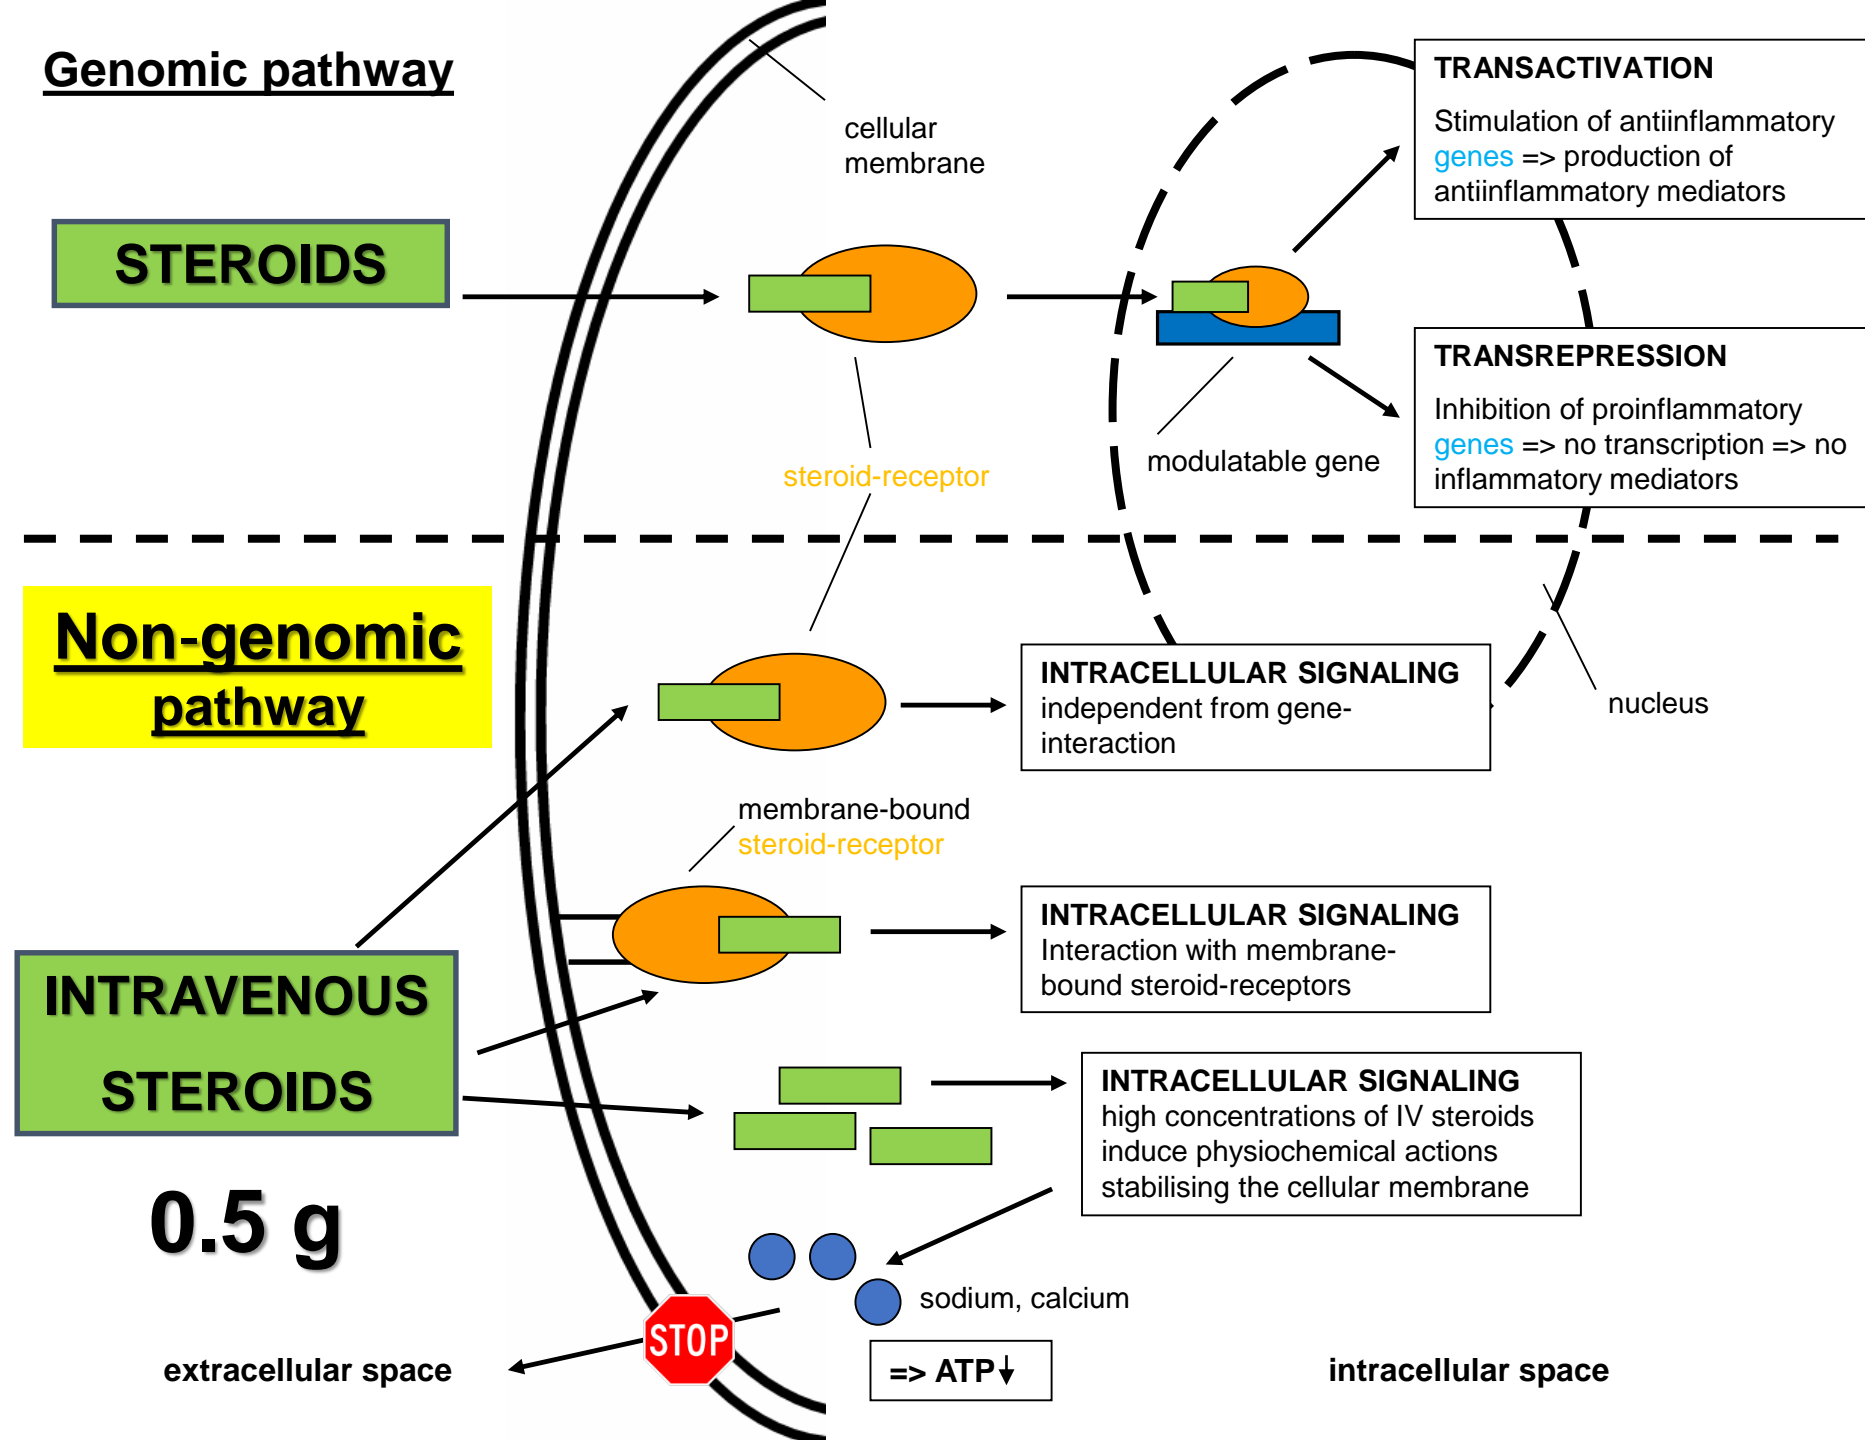 Genomic pathway
cellular
membrane
TRANSACTIVATION
Stimulation of antiinflammatory
genes => production of
antiinflammatory mediators
STEROIDS
TRANSREPRESSION
Inhibition of proinflammatory
genes => no transcription => no
inflammatory mediators
steroid-receptor
modulatable gene
Non-genomic
pathway
INTRACELLULAR SIGNALING
independent from gene-
interaction
nucleus
membrane-bound
steroid-receptor
INTRACELLULAR SIGNALING
Interaction with membrane-
bound steroid-receptors
INTRAVENOUS
STEROIDS
INTRACELLULAR SIGNALING
high concentrations of IV steroids
induce physiochemical actions
stabilising the cellular membrane
0.5 g
sodium, calcium
STOP
=> ATP↓
extracellular space
intracellular space